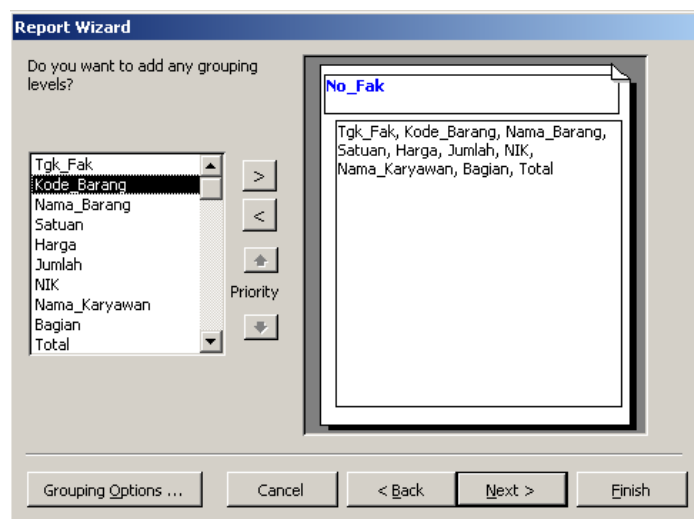 Report Wizard
Do you want to add any grouping
levels?
Tgk_Fak
Kode_Barang
Nama_Barang
Satuan
Harga
Jumlah
NIK
Nama_Karyawan
Bagian
Total
>
<
Priority
No_Fak
Tgk_Fak, Kode_Barang, Nama_Barang,
Satuan, Harga, Jumlah, NIK,
Nama_Karyawan, Bagian, Total
Grouping Options ...
Cancel
< Back
Next >
Finish